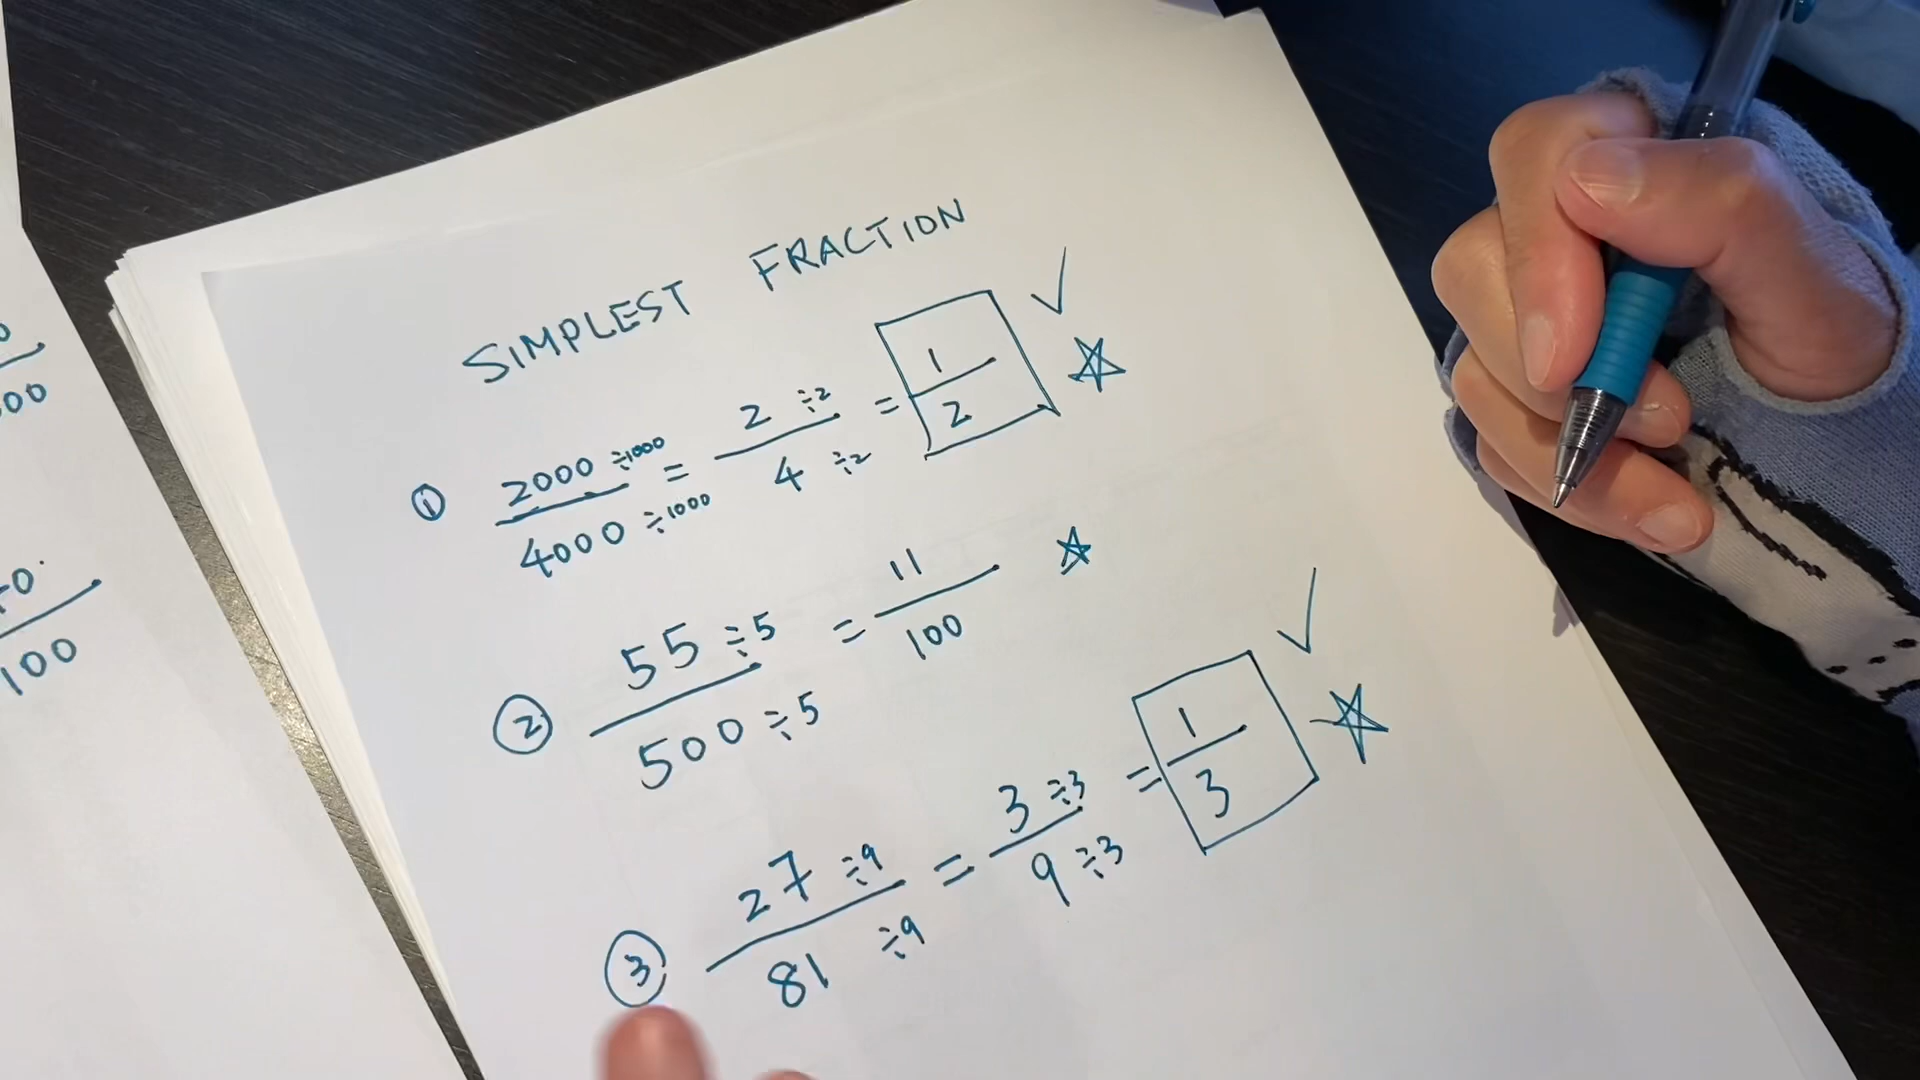 SIMPLEST FRACTION
① 2000 ÷1000 / 4000 ÷1000 = 2 ÷2 / 4 ÷2 = 1 / 2 ✓ ☆
② 55 ÷5 / 500 ÷5 = 11 / 100 ☆
③ 27 ÷9 / 81 ÷9 = 3 ÷3 / 9 ÷3 = 1 / 3 ✓ ☆
100